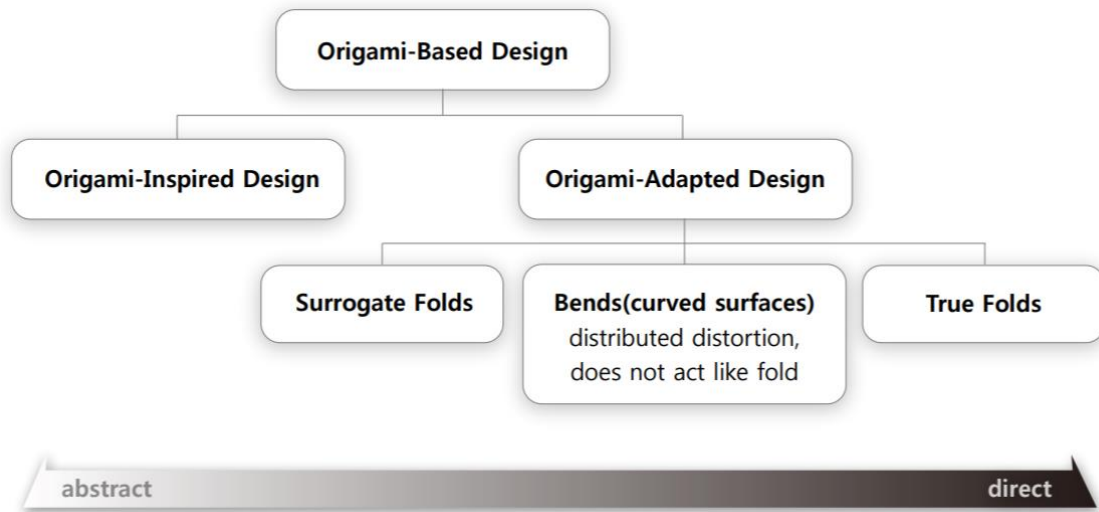 Origami-Based Design
Origami-Inspired Design
Origami-Adapted Design
Surrogate Folds
Bends(curved surfaces)
distributed distortion,
does not act like fold
True Folds
abstract
direct